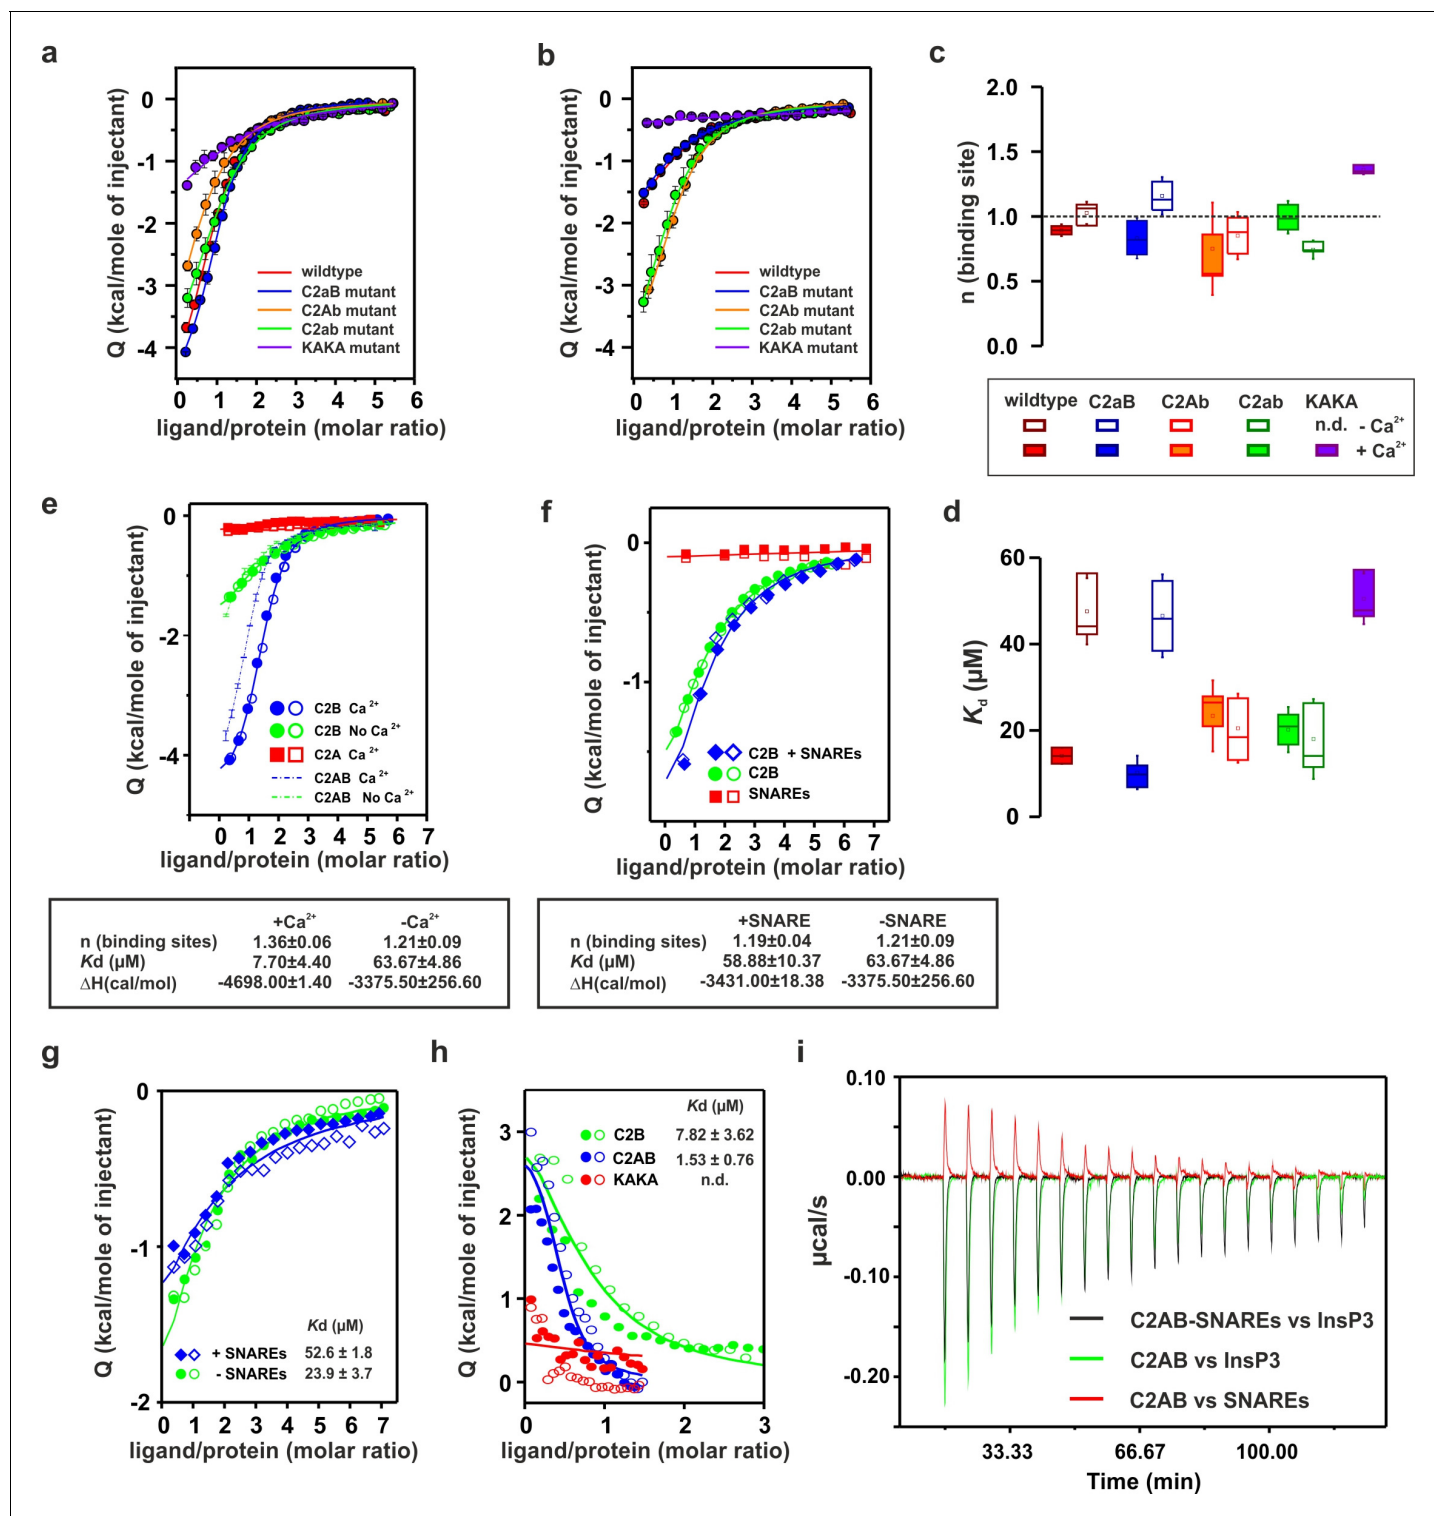 a
Q (kcal/mole of injectant)
0
-1
-2
-3
-4
wildtype
C2aB mutant
C2Ab mutant
C2ab mutant
KAKA mutant
0 1 2 3 4 5 6
ligand/protein (molar ratio)
b
Q (kcal/mole of injectant)
0
-1
-2
-3
-4
wildtype
C2aB mutant
C2Ab mutant
C2ab mutant
KAKA mutant
0 1 2 3 4 5 6
ligand/protein (molar ratio)
c
n (binding site)
2.0
1.5
1.0
0.5
0.0
wildtype C2aB C2Ab C2ab KAKA
n.d. - Ca2+
+ Ca2+
d
Kd (µM)
60
40
20
0
e
Q (kcal/mole of injectant)
0
-2
-4
C2B Ca2+
C2B No Ca2+
C2A Ca2+
C2AB Ca2+
C2AB No Ca2+
0 1 2 3 4 5 6 7
ligand/protein (molar ratio)
+Ca2+ -Ca2+
n (binding sites) 1.36±0.06 1.21±0.09
Kd (µM) 7.70±4.40 63.67±4.86
ΔH(cal/mol) -4698.00±1.40 -3375.50±256.60
f
Q (kcal/mole of injectant)
0
-1
C2B + SNAREs
C2B
SNAREs
0 1 2 3 4 5 6 7
ligand/protein (molar ratio)
+SNARE -SNARE
n (binding sites) 1.19±0.04 1.21±0.09
Kd (µM) 58.88±10.37 63.67±4.86
ΔH(cal/mol) -3431.00±18.38 -3375.50±256.60
g
Q (kcal/mole of injectant)
0
-1
-2
Kd (µM)
+ SNAREs 52.6 ± 1.8
- SNAREs 23.9 ± 3.7
0 1 2 3 4 5 6 7
ligand/protein (molar ratio)
h
Q (kcal/mole of injectant)
3
2
1
0
Kd (µM)
C2B 7.82 ± 3.62
C2AB 1.53 ± 0.76
KAKA n.d.
0 1 2 3
ligand/protein (molar ratio)
i
µcal/s
0.10
0.00
-0.10
-0.20
C2AB-SNAREs vs InsP3
C2AB vs InsP3
C2AB vs SNAREs
33.33 66.67 100.00
Time (min)